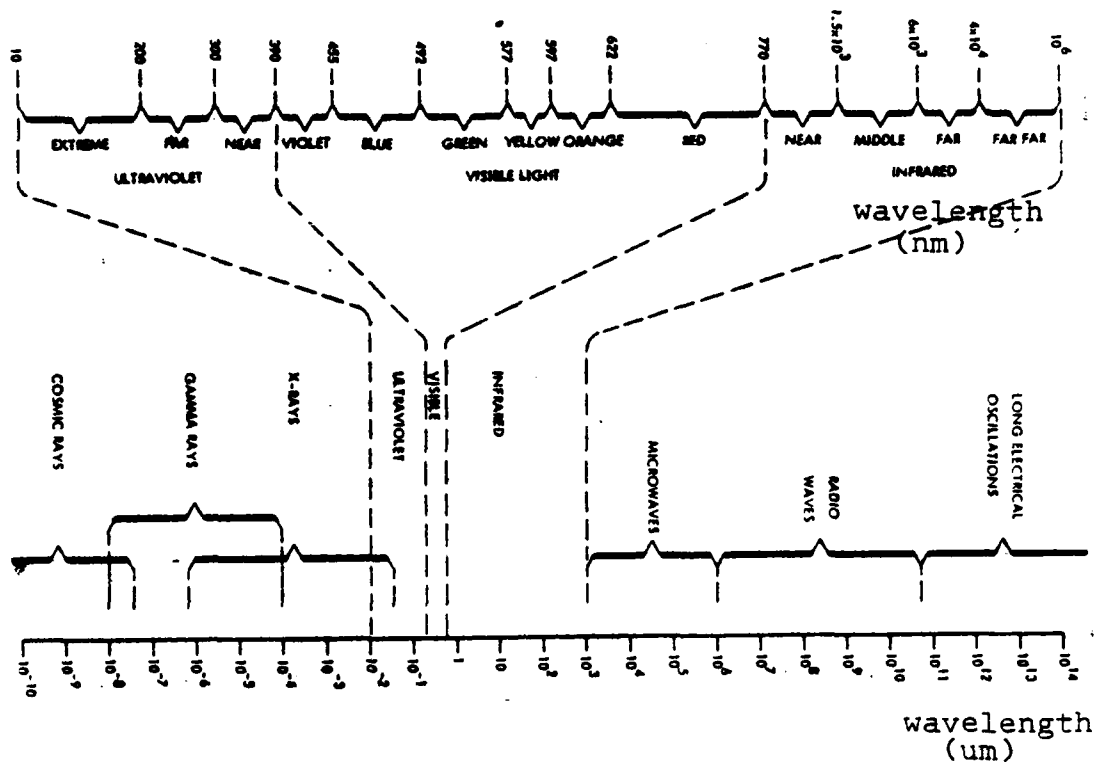 10 200 300 390 455 492 577 597 622 770 1.5x10³ 6x10³ 4x10⁴ 10⁶
EXTREME FAR NEAR VIOLET BLUE GREEN YELLOW ORANGE RED NEAR MIDDLE FAR FAR FAR
ULTRAVIOLET VISIBLE LIGHT INFRARED
wavelength
(nm)
COSMIC RAYS
GAMMA RAYS
X-RAYS
ULTRAVIOLET
VISIBLE
INFRARED
MICROWAVES
RADIO
WAVES
LONG ELECTRICAL
OSCILLATIONS
10⁻¹⁰ 10⁻⁹ 10⁻⁸ 10⁻⁷ 10⁻⁶ 10⁻⁵ 10⁻⁴ 10⁻³ 10⁻² 10⁻¹ 1 10 10² 10³ 10⁴ 10⁵ 10⁶ 10⁷ 10⁸ 10⁹ 10¹⁰ 10¹¹ 10¹² 10¹³ 10¹⁴
wavelength
(um)